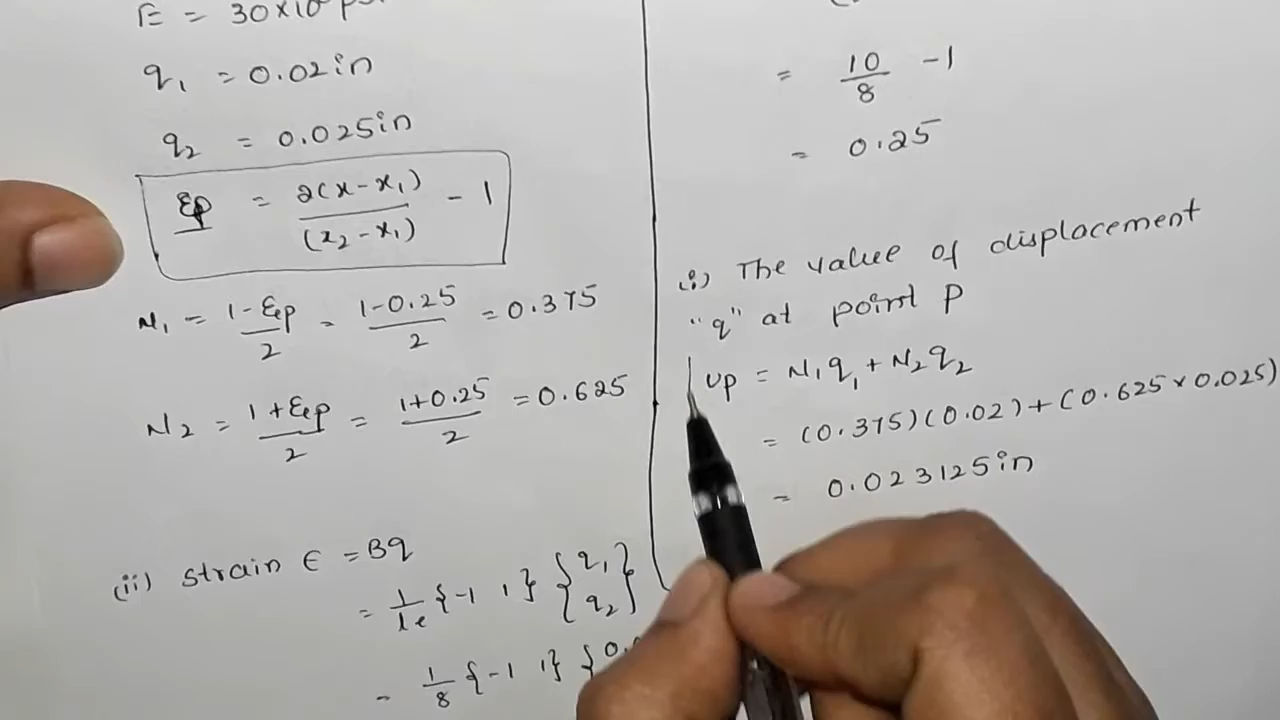 E = 30×10 psi
q₁ = 0.02in
q₂ = 0.025in
εp = 2(x-x₁) / (x₂-x₁) - 1
N₁ = 1-εp / 2 = 1-0.25 / 2 = 0.375
N₂ = 1+εp / 2 = 1+0.25 / 2 = 0.625
(ii) strain ϵ = Bq
= 1/le {-1 1} {q₁ q₂}
= 1/8 {-1 1} {0.
= 10/8 -1
= 0.25
(i) The value of displacement
"q" at point P
Up = N₁q₁ + N₂q₂
= (0.375)(0.02)+(0.625×0.025)
= 0.023125in